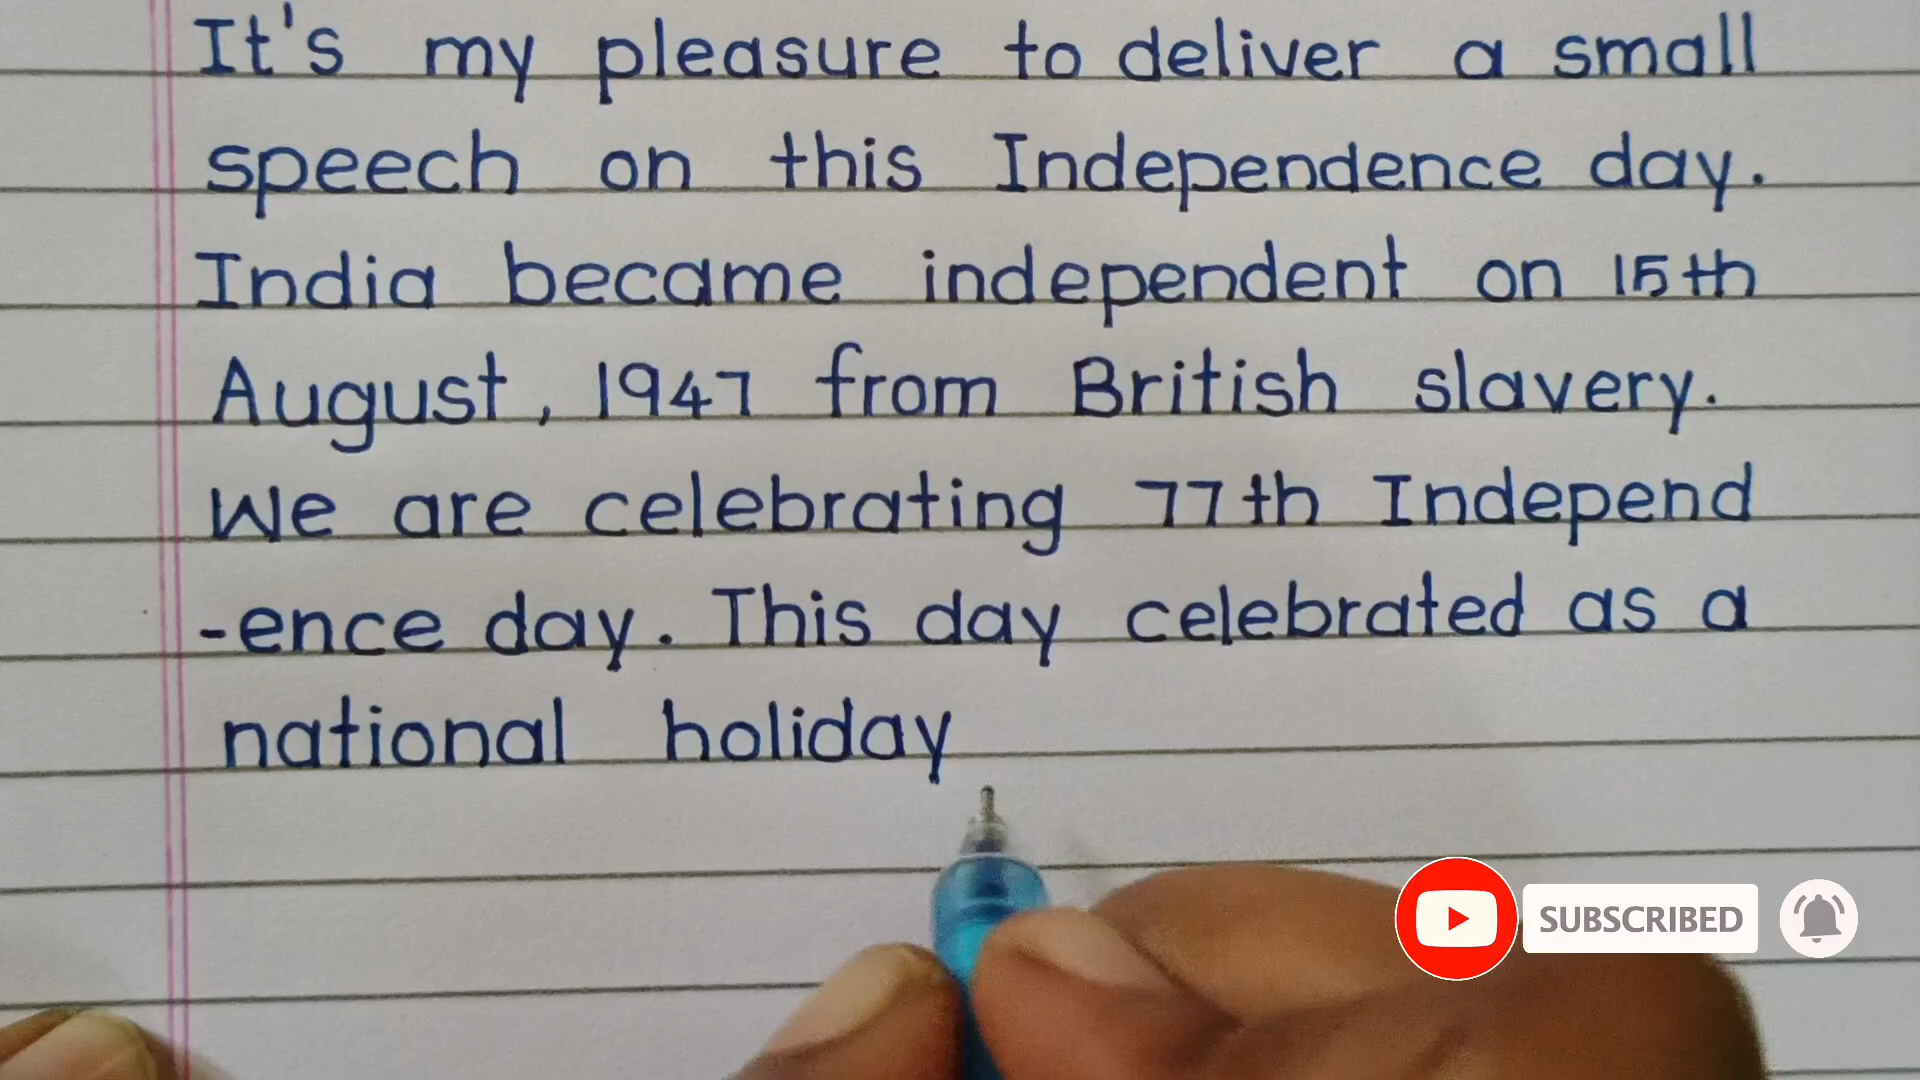 It's my pleasure to deliver a small
speech on this Independence day.
India became independent on 15th
August, 1947 from British slavery.
We are celebrating 77th Independ
-ence day. This day celebrated as a
national holiday
SUBSCRIBED